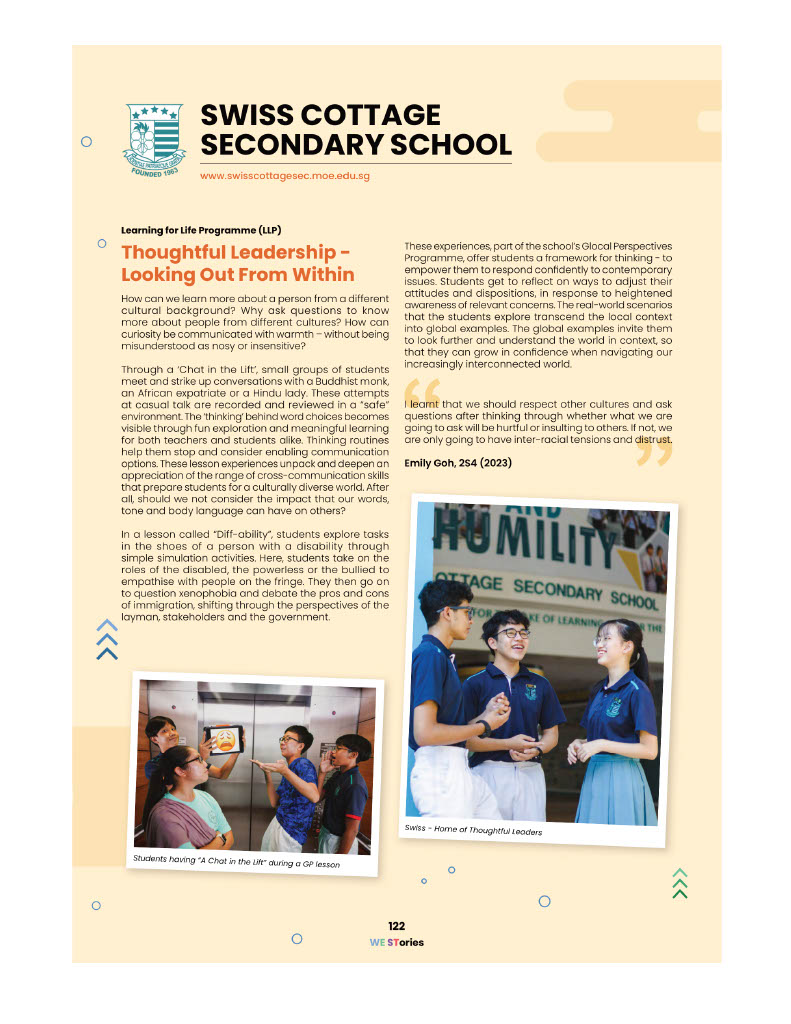 SWISS COTTAGE
SECONDARY SCHOOL
FOUNDED 1963
www.swisscottagesec.moe.edu.sg
Learning for Life Programme (LLP)
Thoughtful Leadership -
Looking Out From Within
How can we learn more about a person from a different
cultural background? Why ask questions to know
more about people from different cultures? How can
curiosity be communicated with warmth – without being
misunderstood as nosy or insensitive?
Through a ‘Chat in the Lift’, small groups of students
meet and strike up conversations with a Buddhist monk,
an African expatriate or a Hindu lady. These attempts
at casual talk are recorded and reviewed in a “safe”
environment. The ‘thinking’ behind word choices becomes
visible through fun exploration and meaningful learning
for both teachers and students alike. Thinking routines
help them stop and consider enabling communication
options. These lesson experiences unpack and deepen an
appreciation of the range of cross-communication skills
that prepare students for a culturally diverse world. After
all, should we not consider the impact that our words,
tone and body language can have on others?
In a lesson called “Diff-ability”, students explore tasks
in the shoes of a person with a disability through
simple simulation activities. Here, students take on the
roles of the disabled, the powerless or the bullied to
empathise with people on the fringe. They then go on
to question xenophobia and debate the pros and cons
of immigration, shifting through the perspectives of the
layman, stakeholders and the government.
Students having “A Chat in the Lift” during a GP lesson
These experiences, part of the school’s Glocal Perspectives
Programme, offer students a framework for thinking - to
empower them to respond confidently to contemporary
issues. Students get to reflect on ways to adjust their
attitudes and dispositions, in response to heightened
awareness of relevant concerns. The real-world scenarios
that the students explore transcend the local context
into global examples. The global examples invite them
to look further and understand the world in context, so
that they can grow in confidence when navigating our
increasingly interconnected world.
“
I learnt that we should respect other cultures and ask
questions after thinking through whether what we are
going to ask will be hurtful or insulting to others. If not, we
are only going to have inter-racial tensions and distrust.
”
Emily Goh, 2S4 (2023)
AND
HUMILITY
OTTAGE SECONDARY SCHOOL
FOR THE SAKE OF LEARNING FOR THE
Swiss - Home of Thoughtful Leaders
122
WE STories